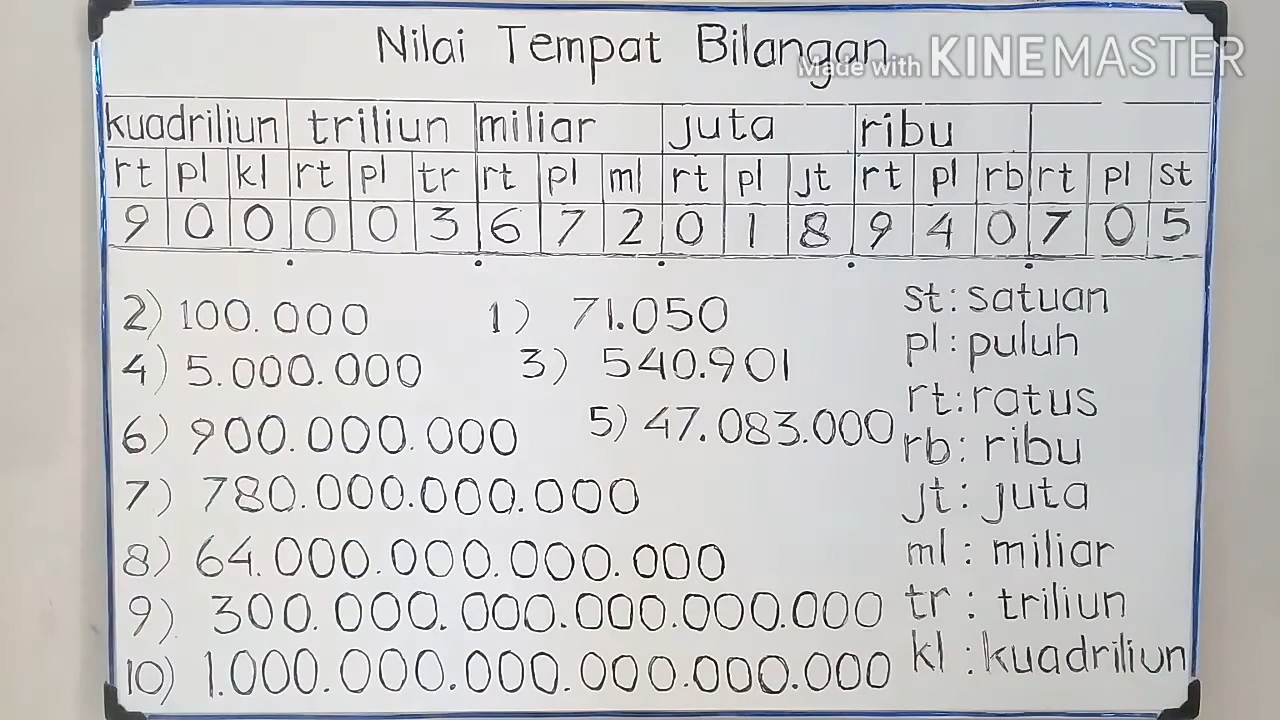 Nilai Tempat Bilangan
Made with KINEMASTER
kuadriliun triliun miliar juta ribu
rt pl kl rt pl tr rt pl ml rt pl jt rt pl rb rt pl st
9 0 0 0 0 3 6 7 2 0 1 8 9 4 0 7 0 5
2) 100.000
1) 71.050
4) 5.000.000
3) 540.901
6) 900.000.000
5) 47.083.000
7) 780.000.000.000
8) 64.000.000.000.000
9) 300.000.000.000.000.000
10) 1.000.000.000.000.000.000
st : satuan
pl : puluh
rt : ratus
rb : ribu
jt : juta
ml : miliar
tr : triliun
kl : kuadriliun